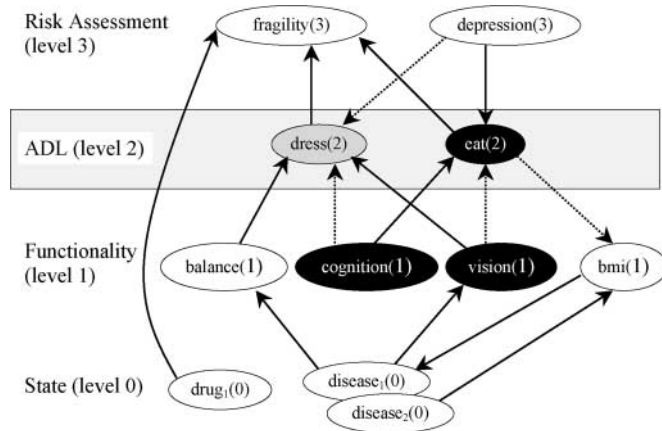 Risk Assessment
(level 3)
fragility(3)
depression(3)
ADL (level 2)
dress(2)
eat(2)
Functionality
(level 1)
balance(1)
cognition(1)
vision(1)
bmi(1)
State (level 0)
drug₁(0)
disease₁(0)
disease₂(0)